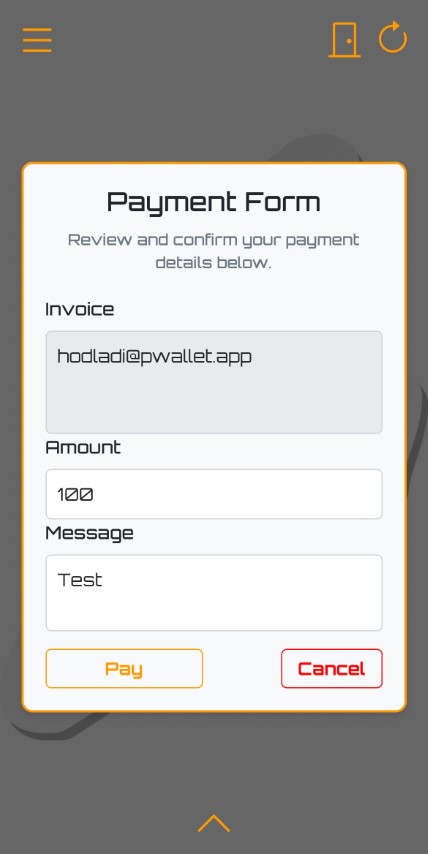 Payment Form
Review and confirm your payment
details below.
Invoice
hodladi@pwallet.app
Amount
100
Message
Test
Pay
Cancel